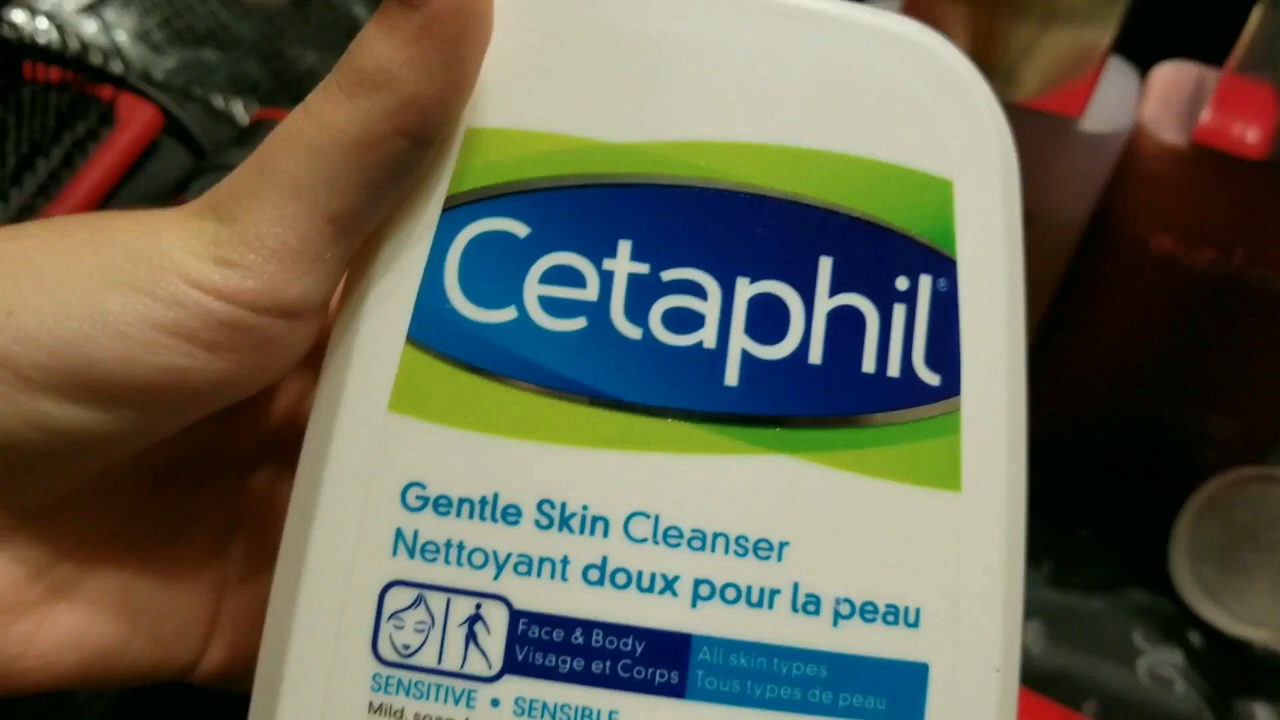 Cetaphil®
Gentle Skin Cleanser
Nettoyant doux pour la peau
Face & Body
Visage et Corps
All skin types
Tous types de peau
SENSITIVE • SENSIBLE
Mild,